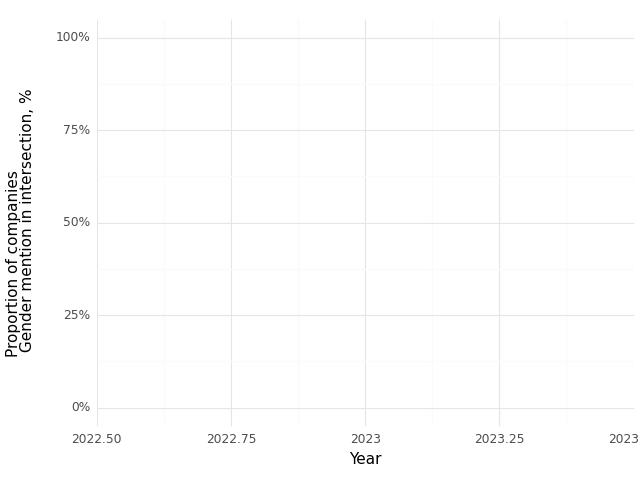 Proportion of companies
Gender mention in intersection, %
100%
75%
50%
25%
0%
2022.50 2022.75 2023 2023.25 2023
Year